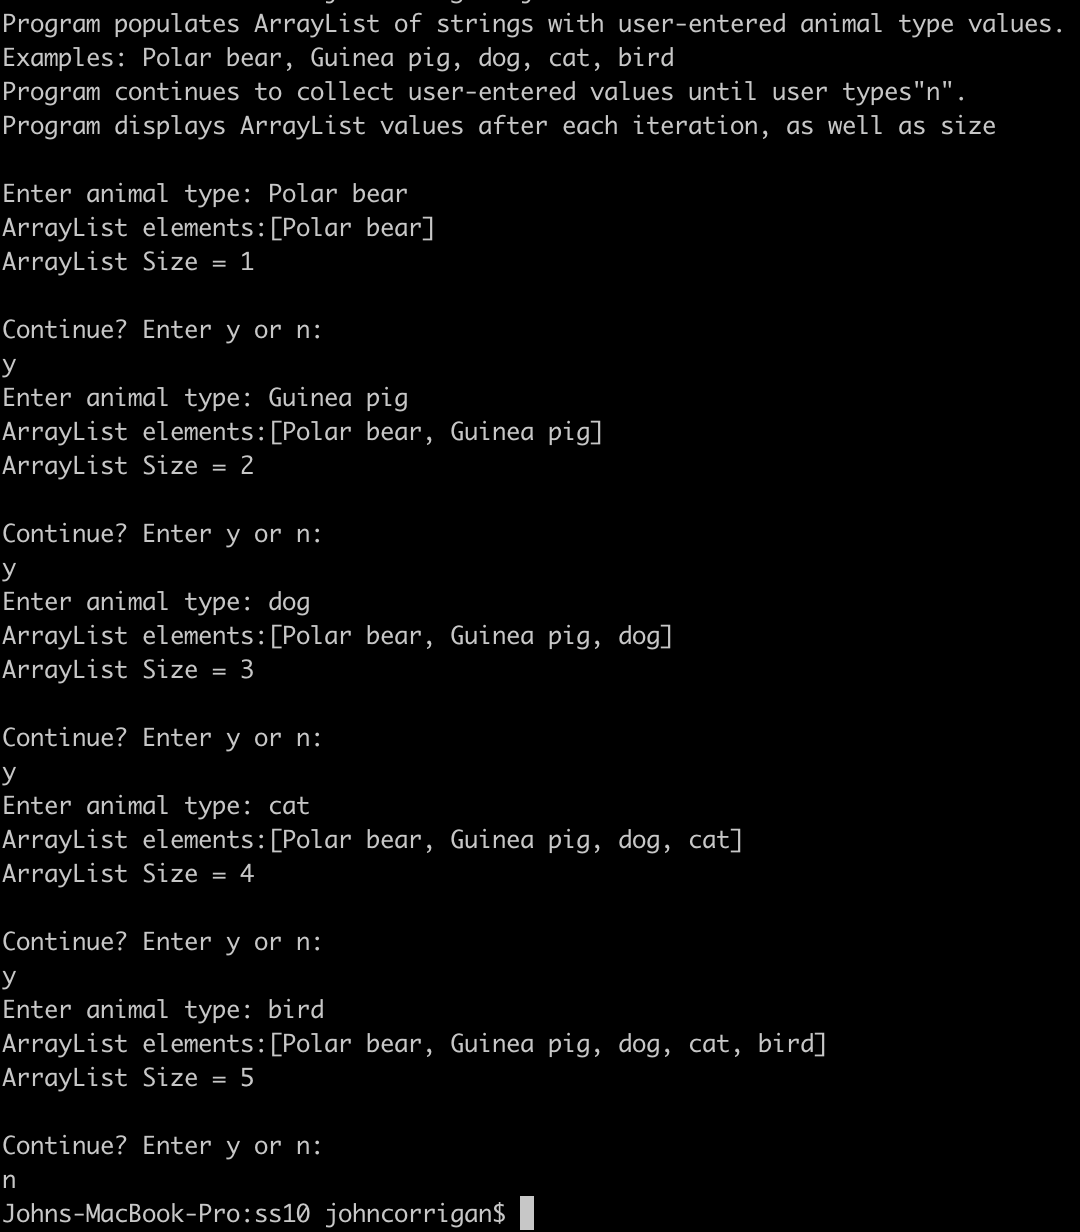 Program populates ArrayList of strings with user-entered animal type values.
Examples: Polar bear, Guinea pig, dog, cat, bird
Program continues to collect user-entered values until user types"n".
Program displays ArrayList values after each iteration, as well as size
Enter animal type: Polar bear
ArrayList elements:[Polar bear]
ArrayList Size = 1
Continue? Enter y or n:
y
Enter animal type: Guinea pig
ArrayList elements:[Polar bear, Guinea pig]
ArrayList Size = 2
Continue? Enter y or n:
y
Enter animal type: dog
ArrayList elements:[Polar bear, Guinea pig, dog]
ArrayList Size = 3
Continue? Enter y or n:
y
Enter animal type: cat
ArrayList elements:[Polar bear, Guinea pig, dog, cat]
ArrayList Size = 4
Continue? Enter y or n:
y
Enter animal type: bird
ArrayList elements:[Polar bear, Guinea pig, dog, cat, bird]
ArrayList Size = 5
Continue? Enter y or n:
n
Johns-MacBook-Pro:ss10 johncorrigan$